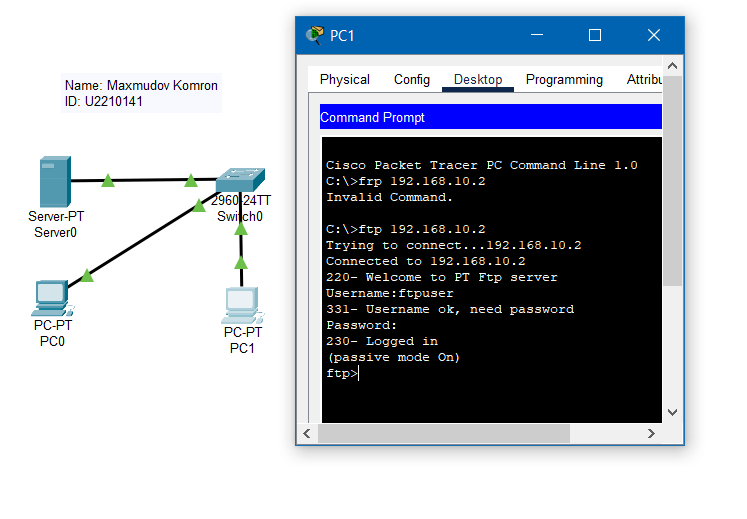 Name: Maxmudov Komron
ID: U2210141
Server-PT
Server0
2960-24TT
Switch0
PC-PT
PC0
PC-PT
PC1
PC1
Physical Config Desktop Programming Attribu
Command Prompt
Cisco Packet Tracer PC Command Line 1.0
C:\>frp 192.168.10.2
Invalid Command.
C:\>ftp 192.168.10.2
Trying to connect...192.168.10.2
Connected to 192.168.10.2
220- Welcome to PT Ftp server
Username:ftpuser
331- Username ok, need password
Password:
230- Logged in
(passive mode On)
ftp>